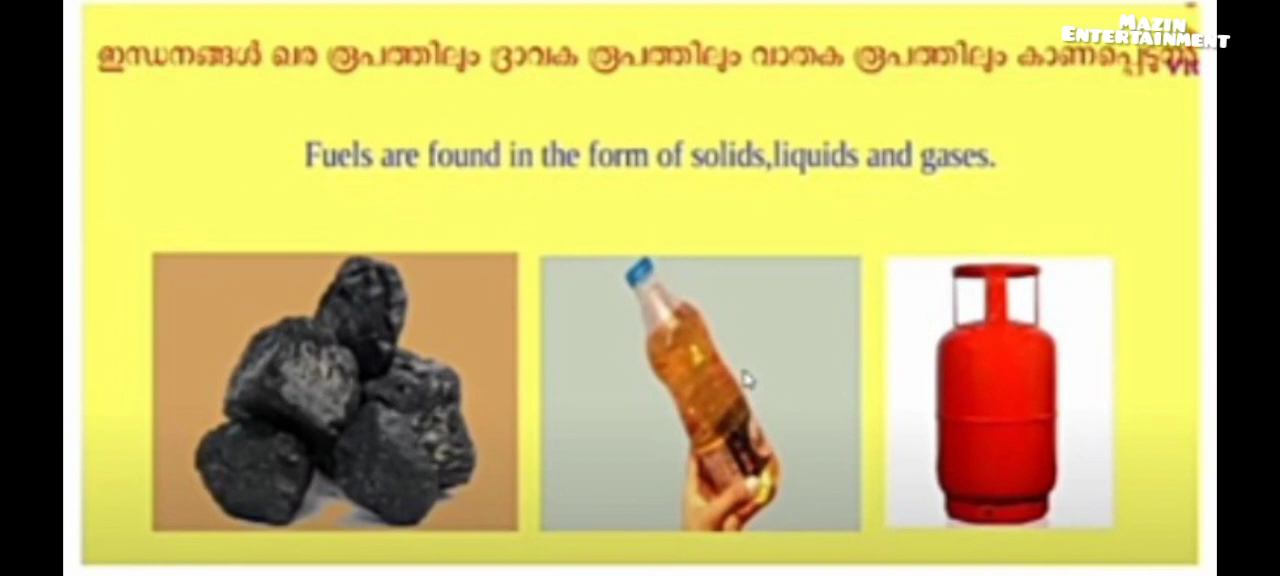 MAZIN
ENTERTAINMENT
ഇന്ധനങ്ങൾ ഖര രൂപത്തിലും ദ്രാവക രൂപത്തിലും വാതക രൂപത്തിലും
Fuels are found in the form of solids,liquids and gases.